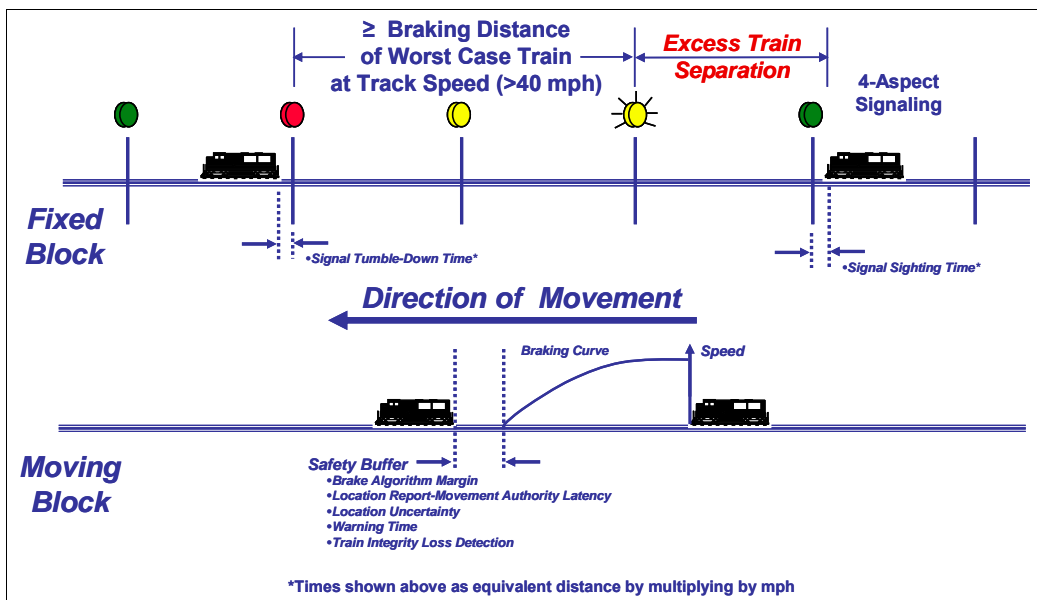 ≥ Braking Distance
of Worst Case Train
at Track Speed (>40 mph)
Excess Train
Separation
4-Aspect
Signaling
Fixed
Block
•Signal Tumble-Down Time*
•Signal Sighting Time*
Direction of Movement
Braking Curve
Speed
Moving
Block
Safety Buffer
•Brake Algorithm Margin
•Location Report-Movement Authority Latency
•Location Uncertainty
•Warning Time
•Train Integrity Loss Detection
*Times shown above as equivalent distance by multiplying by mph